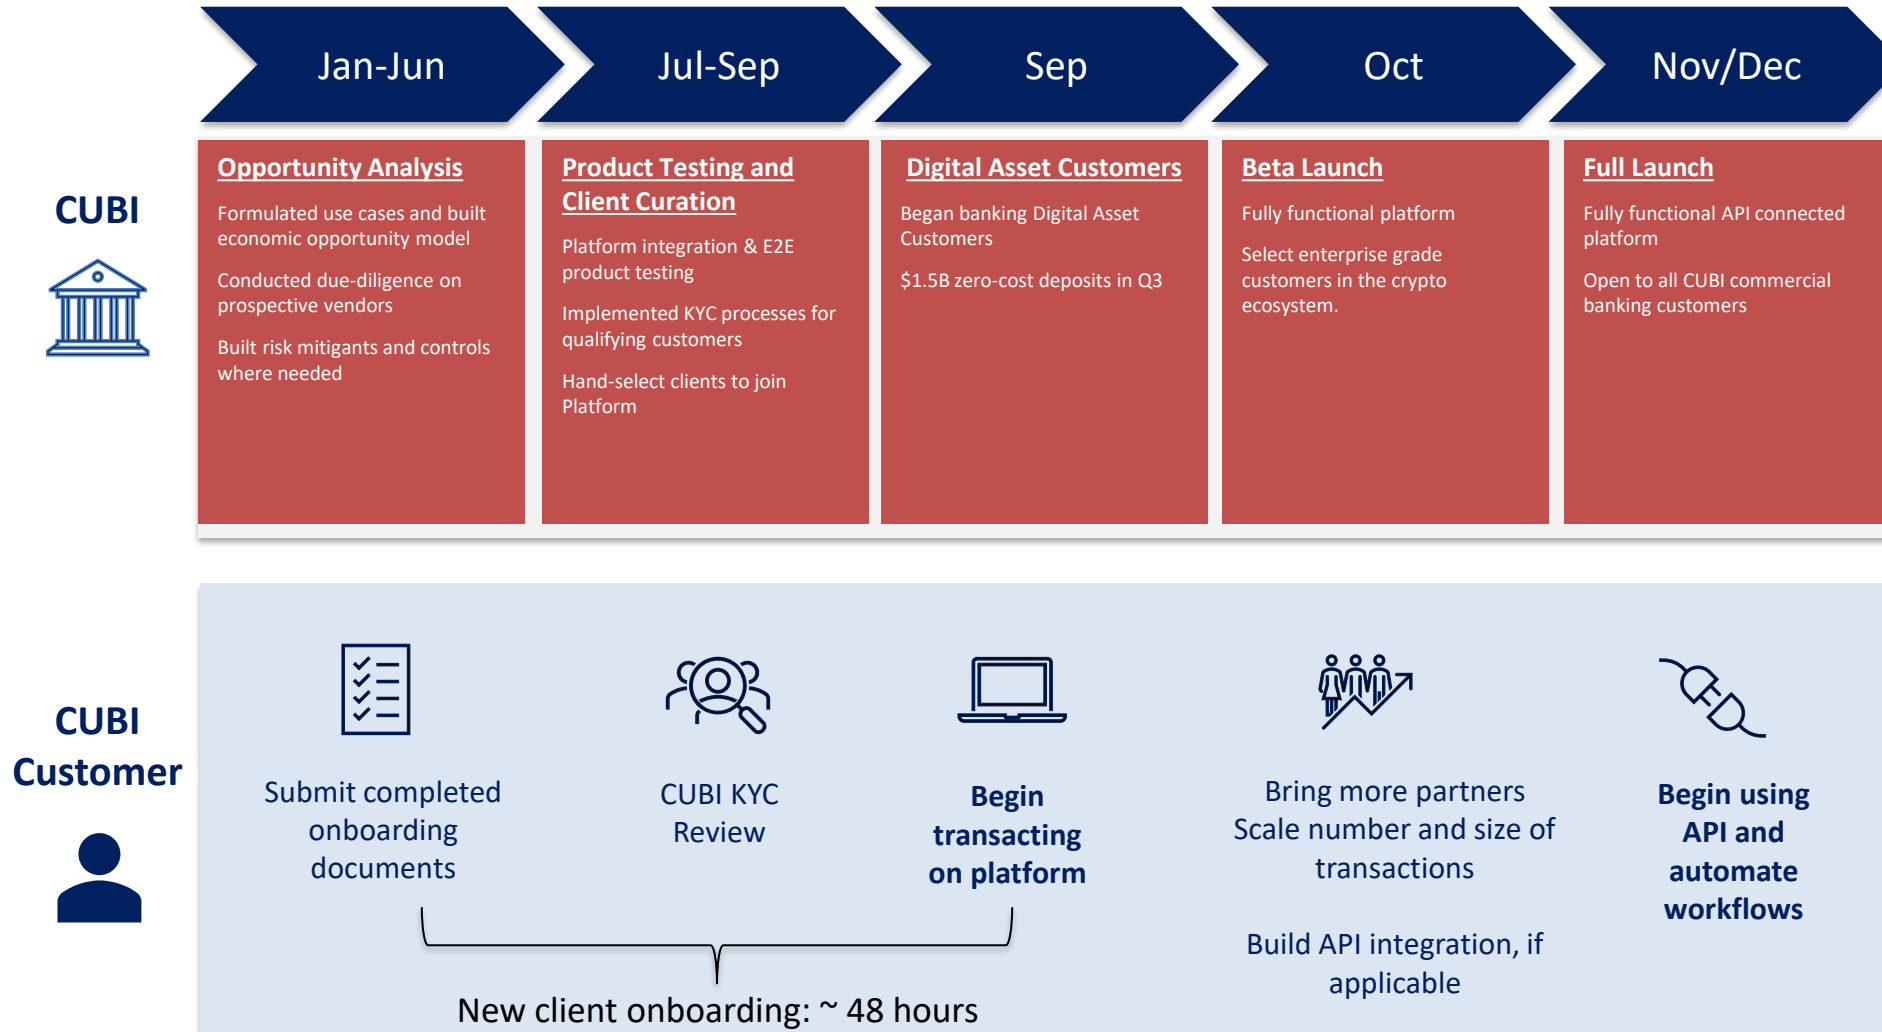 Jan-Jun
Jul-Sep
Sep
Oct
Nov/Dec
CUBI
Opportunity Analysis
Formulated use cases and built
economic opportunity model
Conducted due-diligence on
prospective vendors
Built risk mitigants and controls
where needed
Product Testing and
Client Curation
Platform integration & E2E
product testing
Implemented KYC processes for
qualifying customers
Hand-select clients to join
Platform
Digital Asset Customers
Began banking Digital Asset
Customers
$1.5B zero-cost deposits in Q3
Beta Launch
Fully functional platform
Select enterprise grade
customers in the crypto
ecosystem.
Full Launch
Fully functional API connected
platform
Open to all CUBI commercial
banking customers
CUBI
Customer
Submit completed
onboarding
documents
CUBI KYC
Review
Begin
transacting
on platform
Bring more partners
Scale number and size of
transactions
Build API integration, if
applicable
Begin using
API and
automate
workflows
New client onboarding: ~ 48 hours